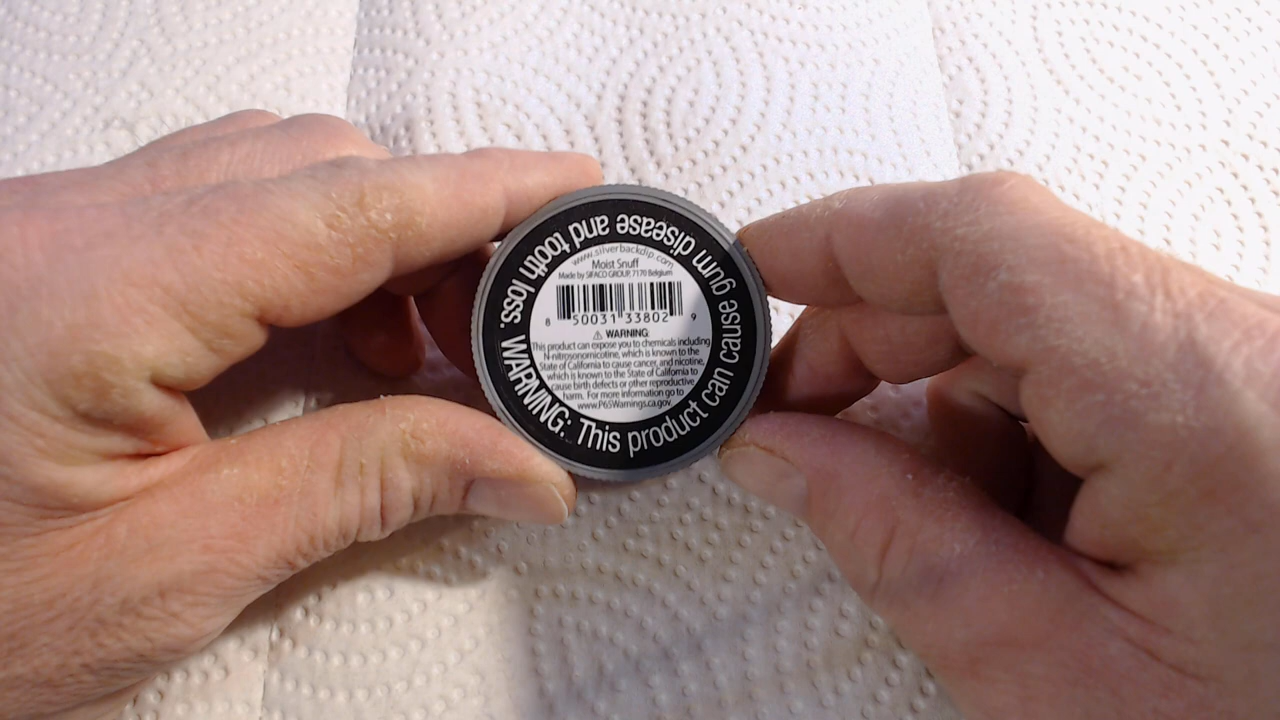 WARNING: This product can cause gum disease and tooth loss.
www.silverbackdip.com
Moist Snuff
Made by SIFACO GROUP, 7170 Belgium
8 50031 33802 9
⚠ WARNING:
This product can expose you to chemicals including
N-nitrosonornicotine, which is known to the
State of California to cause cancer, and nicotine,
which is known to the State of California to
cause birth defects or other reproductive
harm. For more information go to
www.P65Warnings.ca.gov.